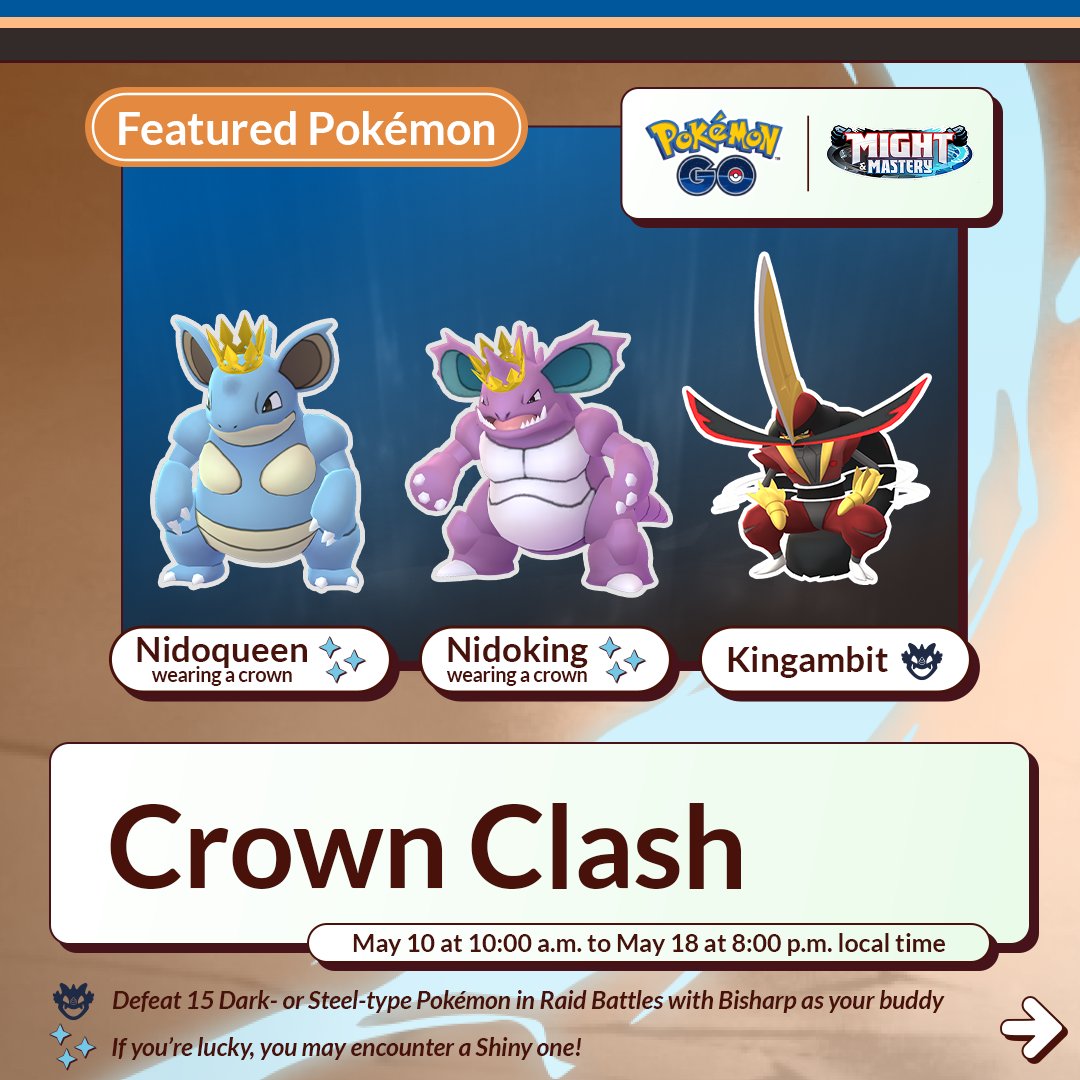 Featured Pokémon
POKÉMON
GO
MIGHT
& MASTERY
Nidoqueen
wearing a crown
Nidoking
wearing a crown
Kingambit
Crown Clash
May 10 at 10:00 a.m. to May 18 at 8:00 p.m. local time
Defeat 15 Dark- or Steel-type Pokémon in Raid Battles with Bisharp as your buddy
If you’re lucky, you may encounter a Shiny one!